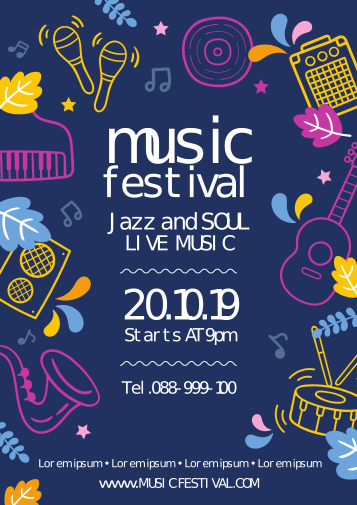 music
festival
Jazz and SOUL
LIVE MUSIC
20.10.19
Starts AT 9pm
Tel.088-999-100
Lorem ipsum • Lorem ipsum • Lorem ipsum • Lorem ipsum
www.MUSICFESTIVAL.COM